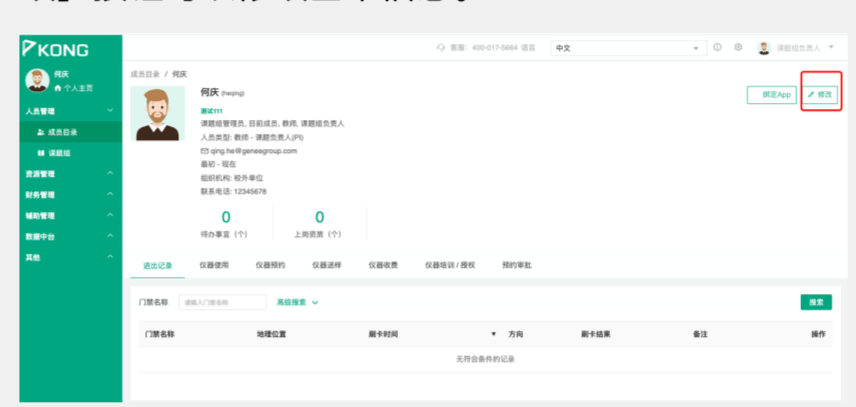 KONG
客服: 400-017-5664 语言
中文
课题组负责人
何庆
个人主页
人员管理
成员目录
课题组
资源管理
财务管理
辅助管理
数据中台
其他
成员目录 / 何庆
何庆 (heqing)
测试111
课题组管理员, 目前成员, 教师, 课题组负责人
人员类型: 教师 - 课题负责人(PI)
qing.he@geneegroup.com
最初 - 现在
组织机构: 校外单位
联系电话: 12345678
绑定App
修改
0
待办事宜(个)
0
上岗资质(个)
进出记录 仪器使用 仪器预约 仪器送样 仪器收费 仪器培训 / 授权 预约审批
门禁名称 请输入门禁名称 高级搜索 搜索
门禁名称 地理位置 刷卡时间 方向 刷卡结果 备注 操作
无符合条件的记录